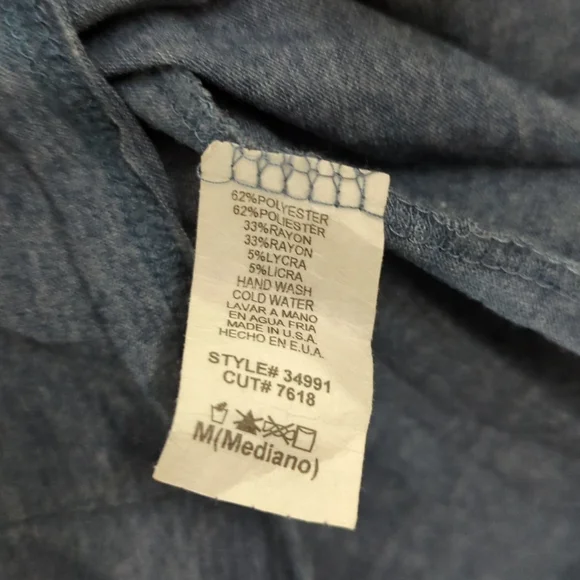 62%POLYESTER
62%POLIESTER
33%RAYON
33%RAYON
5%LYCRA
5%LICRA
HAND WASH
COLD WATER
LAVAR A MANO
EN AGUA FRIA
MADE IN U.S.A.
HECHO EN E.U.A.
STYLE# 34991
CUT# 7618
M(Mediano)